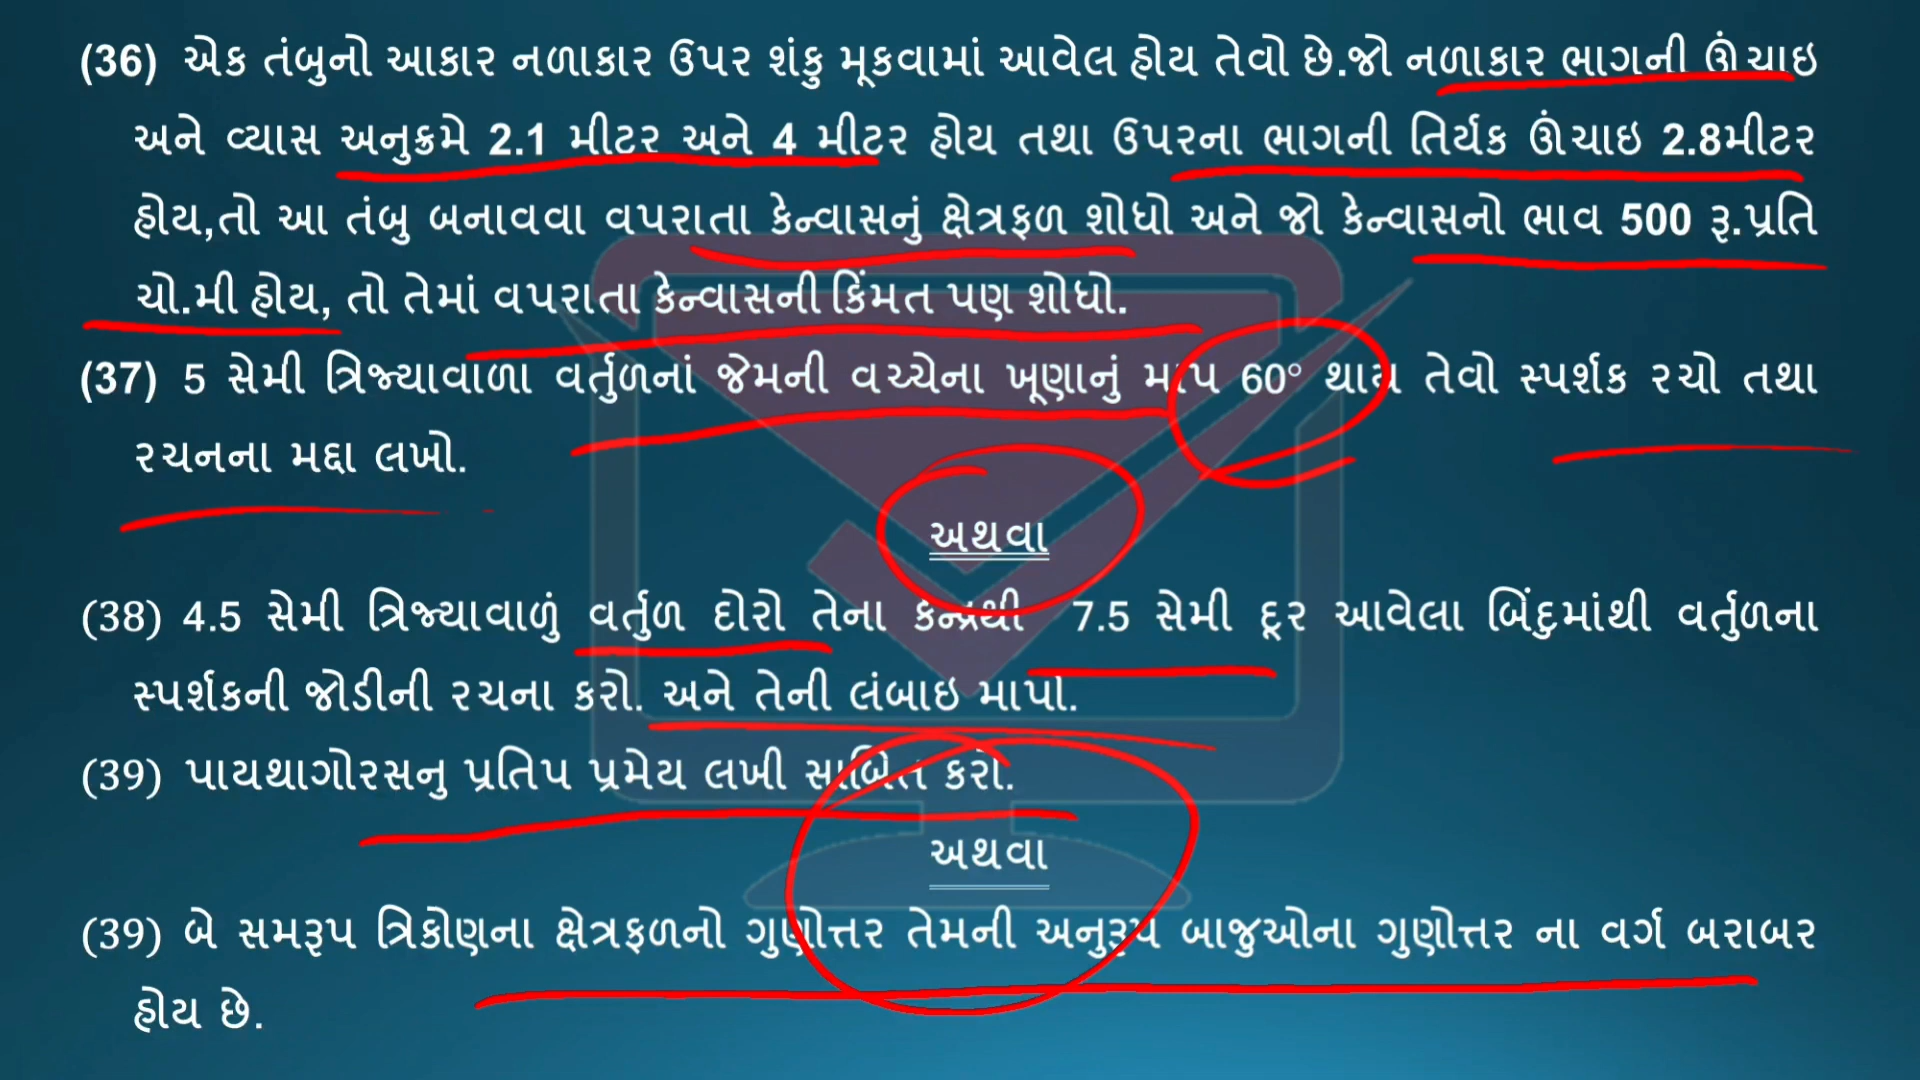 (36) એક તંબુનો આકાર નળાકાર ઉપર શંકુ મૂકવામાં આવેલ હોય તેવો છે.જો નળાકાર ભાગની ઊંચાઇ
અને વ્યાસ અનુક્રમે 2.1 મીટર અને 4 મીટર હોય તથા ઉપરના ભાગની તિર્યક ઊંચાઇ 2.8મીટર
હોય,તો આ તંબુ બનાવવા વપરાતા કેન્વાસનું ક્ષેત્રફળ શોધો અને જો કેન્વાસનો ભાવ 500 રૂ.પ્રતિ
ચો.મી હોય, તો તેમાં વપરાતા કેન્વાસની કિંમત પણ શોધો.
(37) 5 સેમી ત્રિજ્યાવાળા વર્તુળનાં જેમની વચ્ચેના ખૂણાનું માપ 60° થાય તેવો સ્પર્શક રચો તથા
રચનના મદ્દા લખો.
અથવા
(38) 4.5 સેમી ત્રિજ્યાવાળું વર્તુળ દોરો તેના કેન્દ્રથી 7.5 સેમી દૂર આવેલા બિંદુમાંથી વર્તુળના
સ્પર્શકની જોડીની રચના કરો. અને તેની લંબાઇ માપો.
(39) પાયથાગોરસનુ પ્રતિપ પ્રમેય લખી સાબિત કરો.
અથવા
(39) બે સમરૂપ ત્રિકોણના ક્ષેત્રફળનો ગુણોત્તર તેમની અનુરૂપ બાજુઓના ગુણોત્તર ના વર્ગ બરાબર
હોય છે.